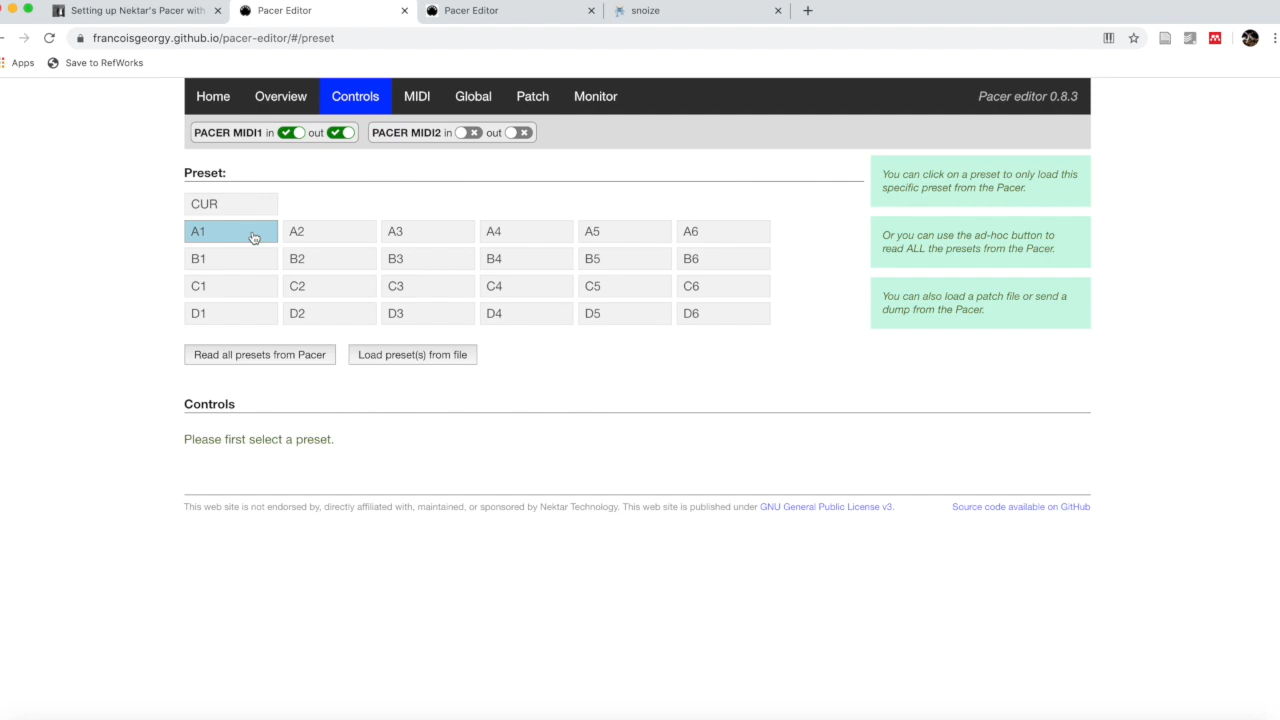 Setting up Nektar's Pacer with
Pacer Editor
Pacer Editor
snoize
francoisgeorgy.github.io/pacer-editor/#/preset
Apps
Save to RefWorks
Home
Overview
Controls
MIDI
Global
Patch
Monitor
Pacer editor 0.8.3
PACER MIDI1 in out
PACER MIDI2 in out
Preset:
CUR
A1 A2 A3 A4 A5 A6
B1 B2 B3 B4 B5 B6
C1 C2 C3 C4 C5 C6
D1 D2 D3 D4 D5 D6
Read all presets from Pacer
Load preset(s) from file
You can click on a preset to only load this
specific preset from the Pacer.
Or you can use the ad-hoc button to
read ALL the presets from the Pacer.
You can also load a patch file or send a
dump from the Pacer.
Controls
Please first select a preset.
This web site is not endorsed by, directly affiliated with, maintained, or sponsored by Nektar Technology. This web site is published under GNU General Public License v3.
Source code available on GitHub